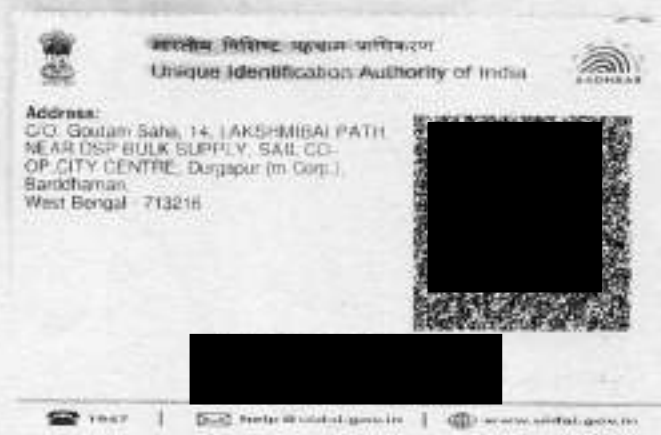 भारतीय विशिष्ट पहचान प्राधिकरण
Unique Identification Authority of India
AADHAAR
Address:
C/O: Goutam Saha, 14, LAKSHMIBAI PATH,
NEAR DSP BULK SUPPLY, SAIL CO-
OP,CITY CENTRE, Durgapur (m Corp.),
Barddhaman,
West Bengal - 713216
1947 | help@uidai.gov.in | www.uidai.gov.in